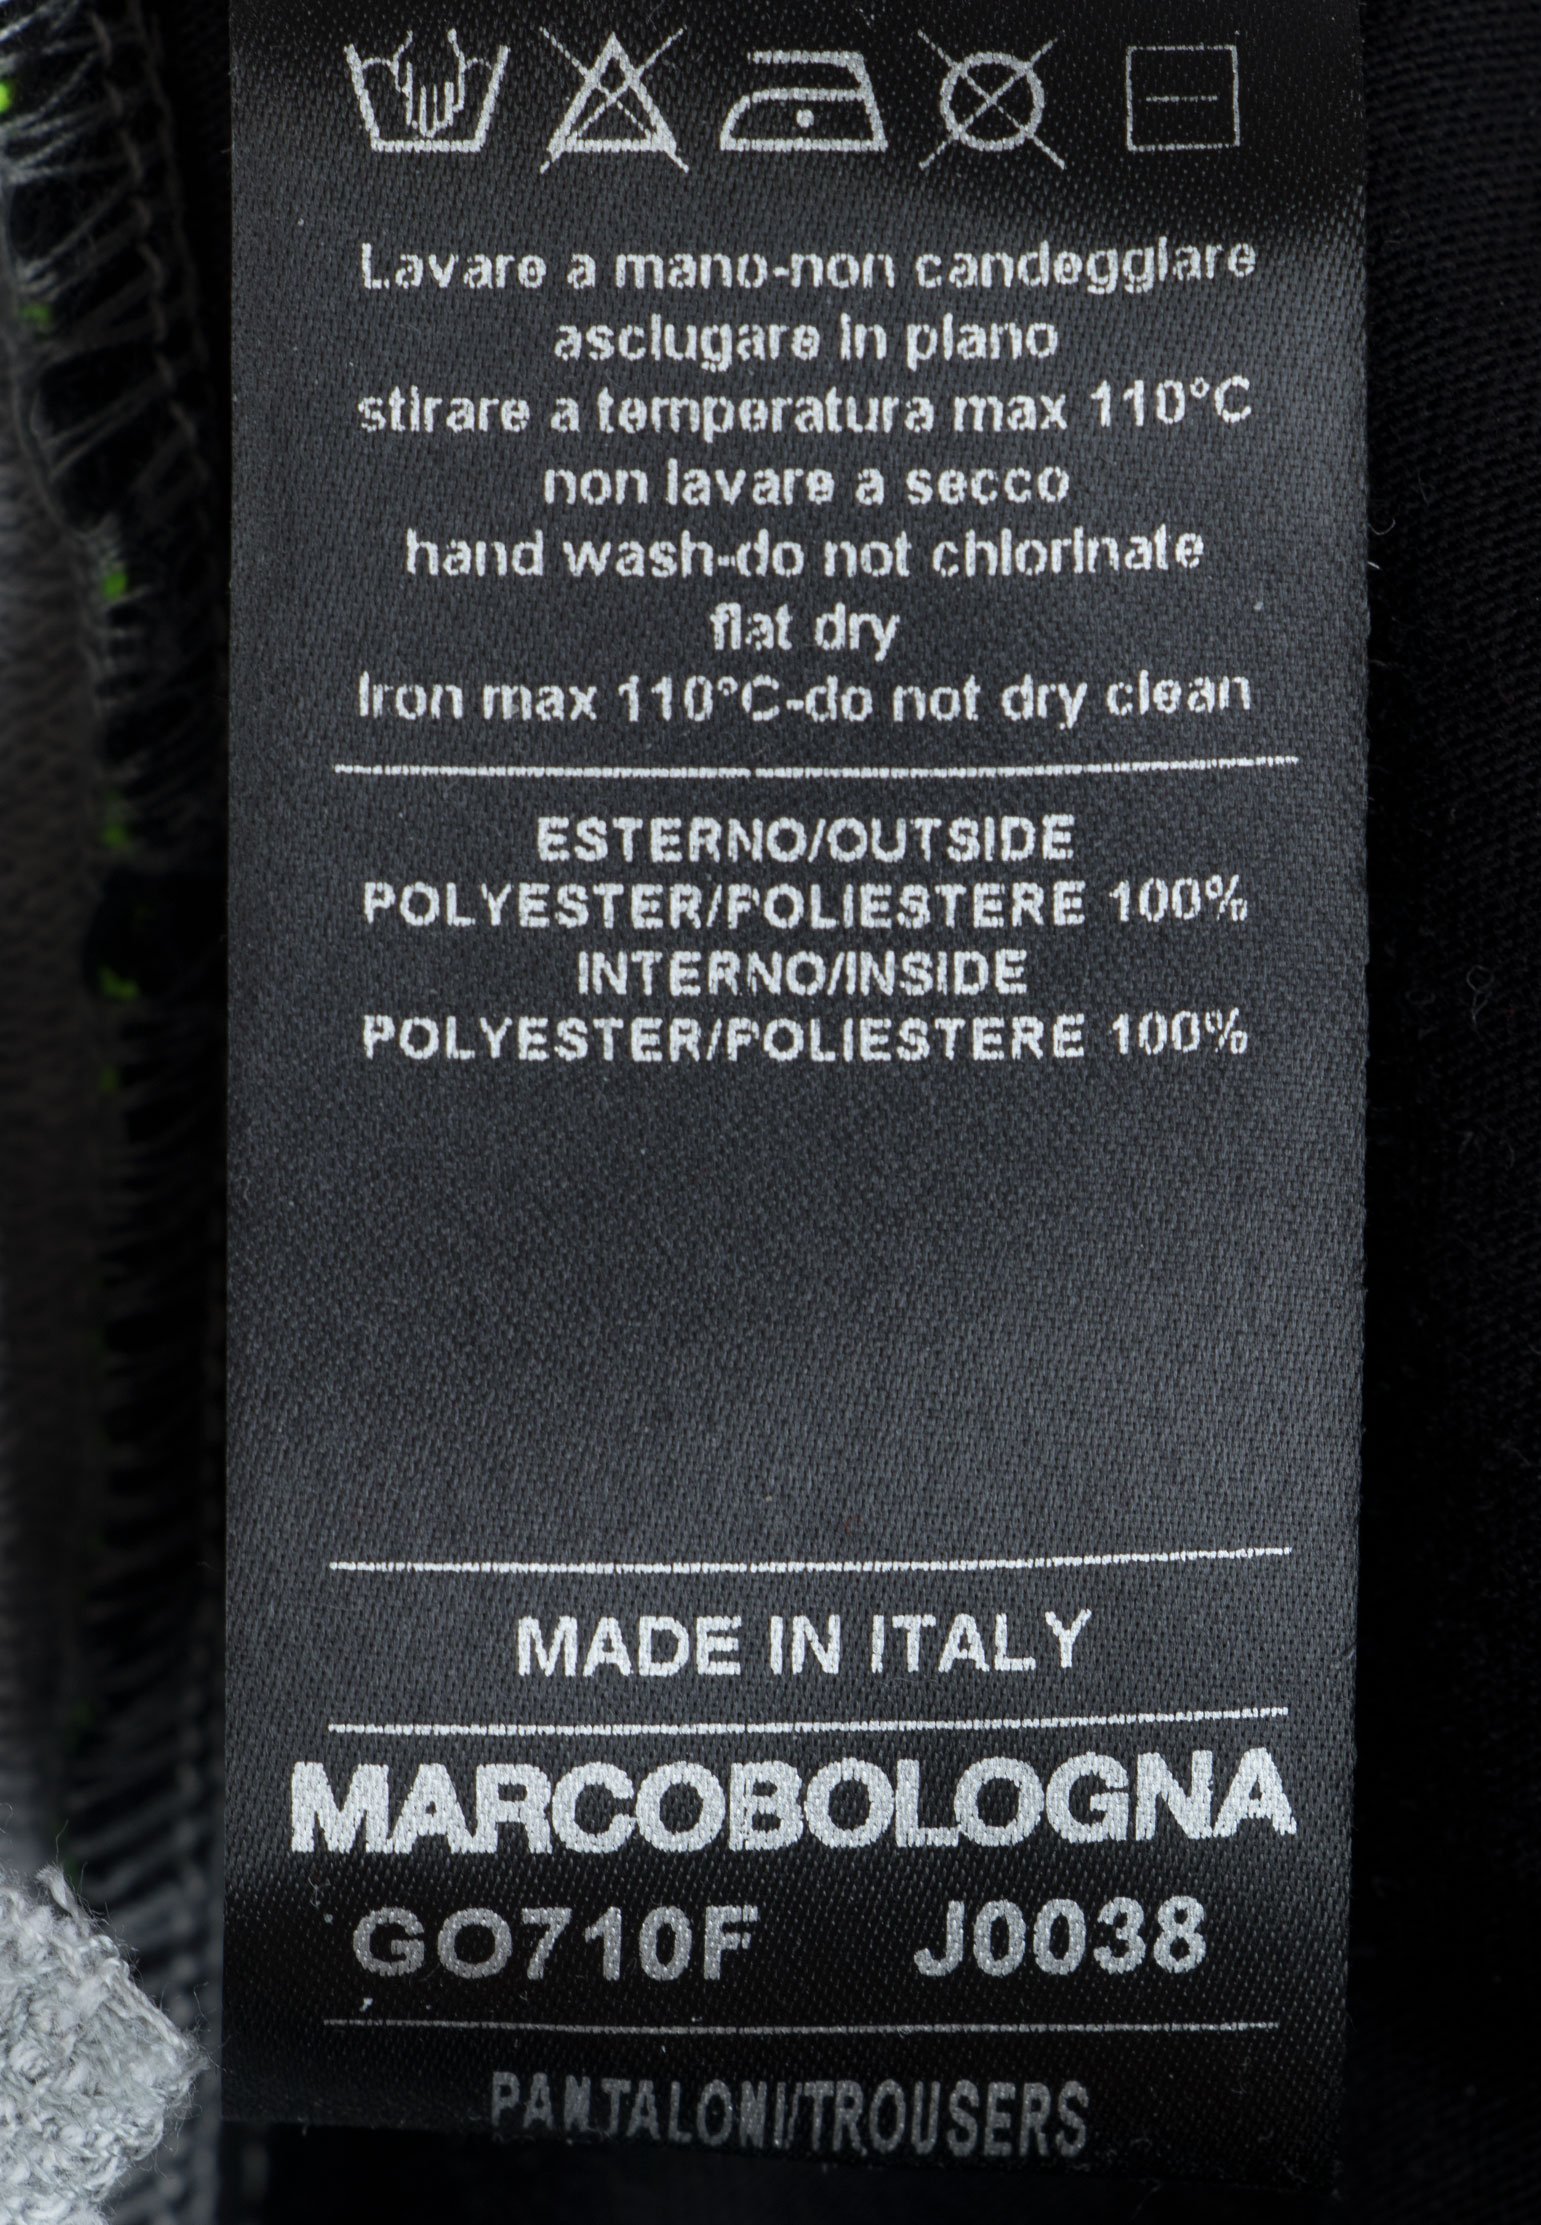 Lavare a mano-non candeggiare
asciugare in piano
stirare a temperatura max 110°C
non lavare a secco
hand wash-do not chlorinate
flat dry
Iron max 110°C-do not dry clean
ESTERNO/OUTSIDE
POLYESTER/POLIESTERE 100%
INTERNO/INSIDE
POLYESTER/POLIESTERE 100%
MADE IN ITALY
MARCOBOLOGNA
GO710F J0038
PANTALONI/TROUSERS